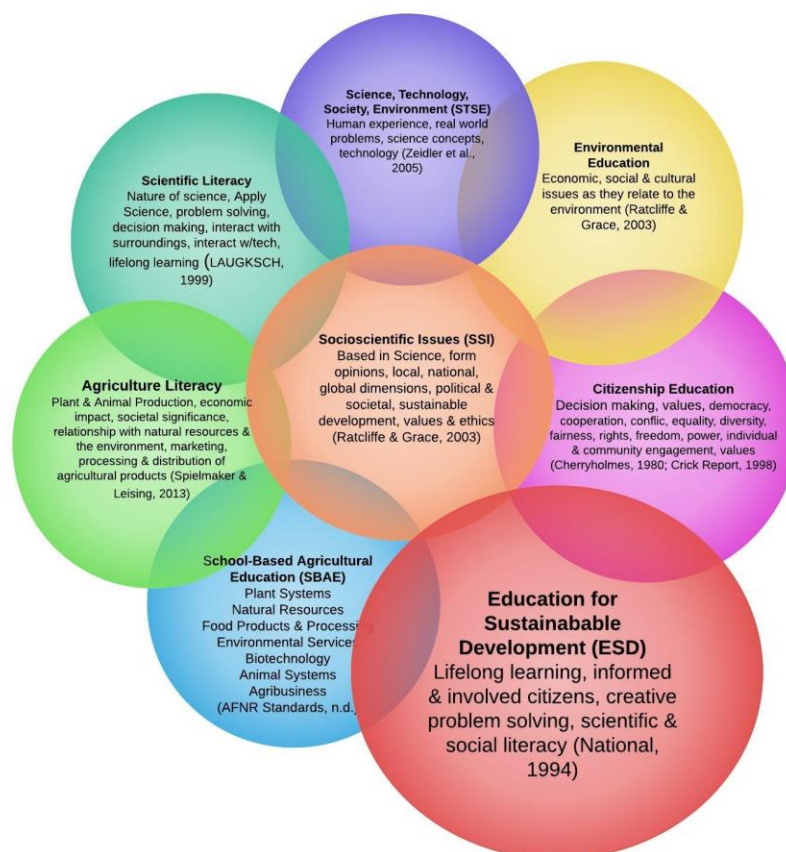 Science, Technology,
Society, Environment (STSE)
Human experience, real world
problems, science concepts,
technology (Zeidler et al.,
2005)
Environmental
Education
Economic, social & cultural
issues as they relate to the
environment (Ratcliffe &
Grace, 2003)
Scientific Literacy
Nature of science, Apply
Science, problem solving,
decision making, interact with
surroundings, interact w/tech,
lifelong learning (LAUGKSCH,
1999)
Socioscientific Issues (SSI)
Based in Science, form
opinions, local, national,
global dimensions, political &
societal, sustainable
development, values & ethics
(Ratcliffe & Grace, 2003)
Agriculture Literacy
Plant & Animal Production, economic
impact, societal significance,
relationship with natural resources &
the environment, marketing,
processing & distribution of
agricultural products (Spielmaker &
Leising, 2013)
Citizenship Education
Decision making, values, democracy,
cooperation, conflic, equality, diversity,
fairness, rights, freedom, power, individual
& community engagement, values
(Cherryholmes, 1980; Crick Report, 1998)
School-Based Agricultural
Education (SBAE)
Plant Systems
Natural Resources
Food Products & Processing
Environmental Services
Biotechnology
Animal Systems
Agribusiness
(AFNR Standards, n.d.)
Education for
Sustainabable
Development (ESD)
Lifelong learning, informed
& involved citizens, creative
problem solving, scientific &
social literacy (National,
1994)